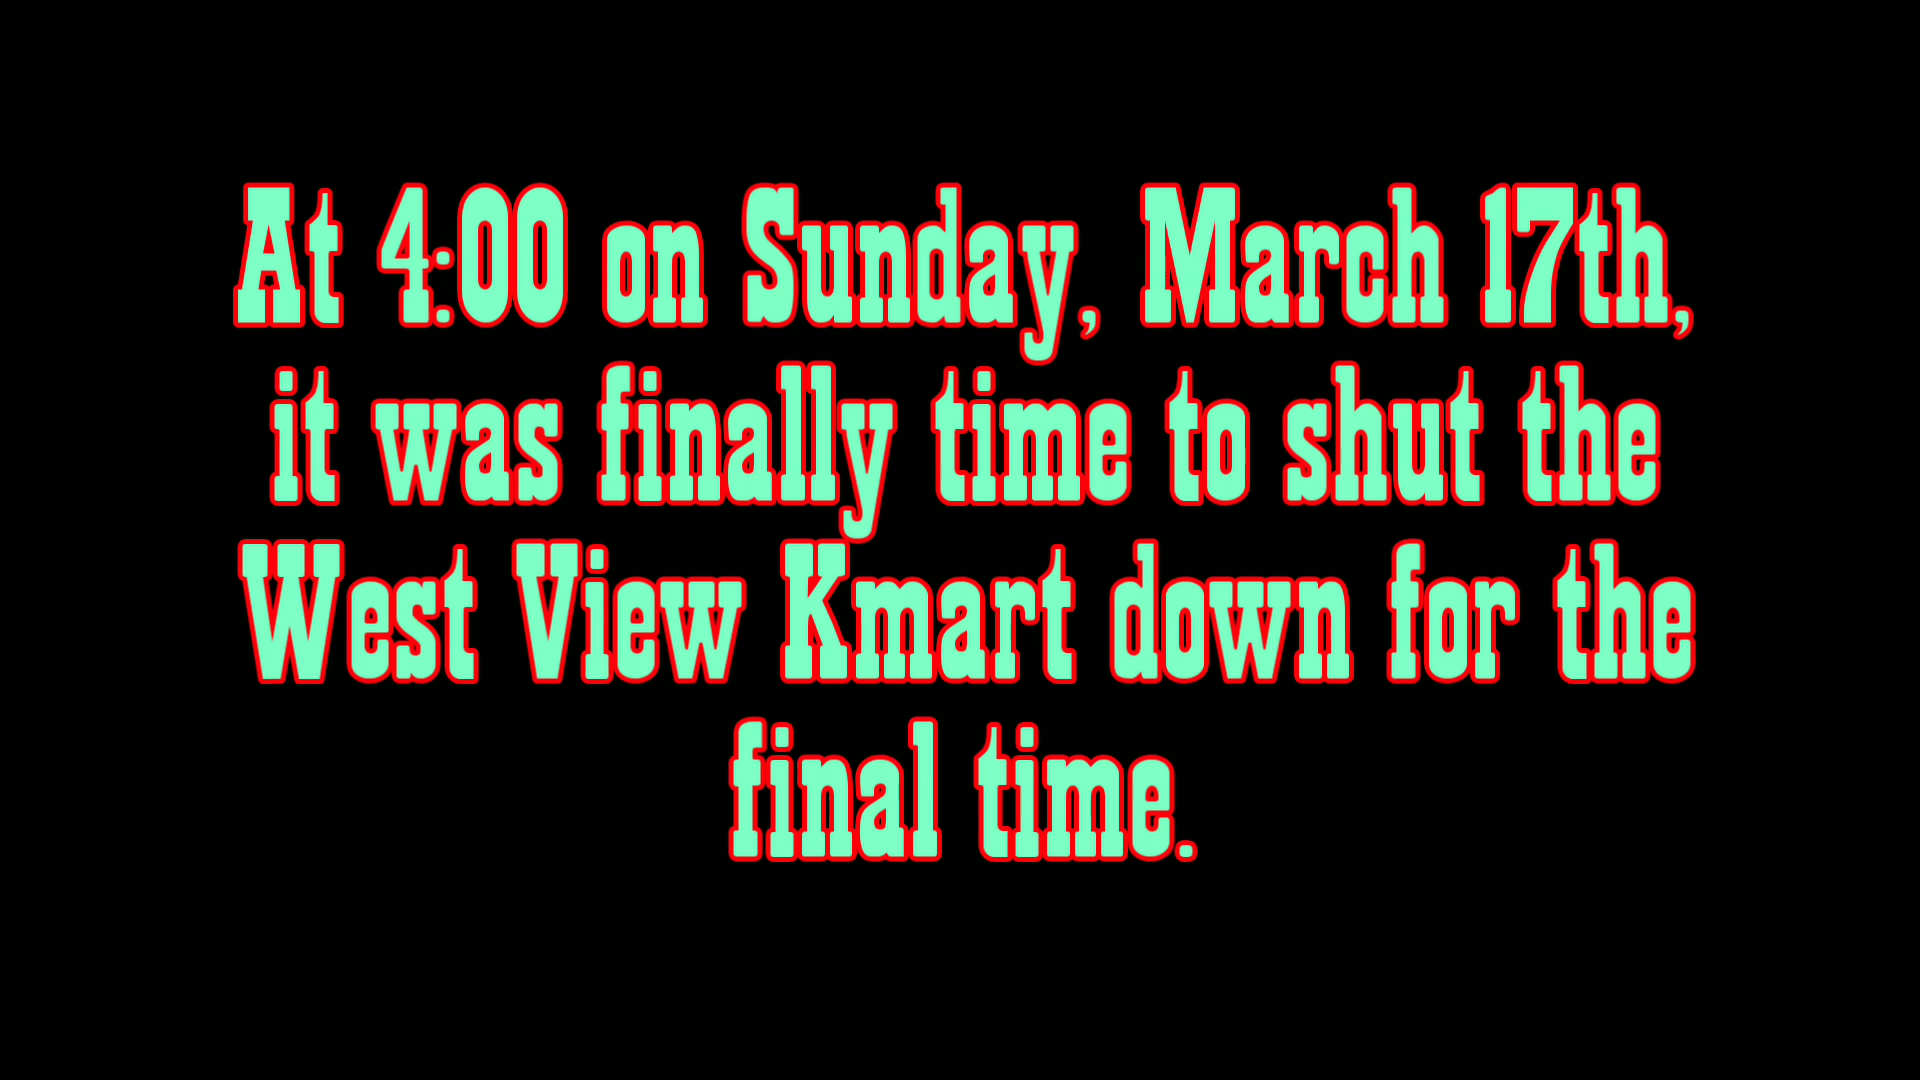 At 4:00 on Sunday, March 17th,
it was finally time to shut the
West View Kmart down for the
final time.